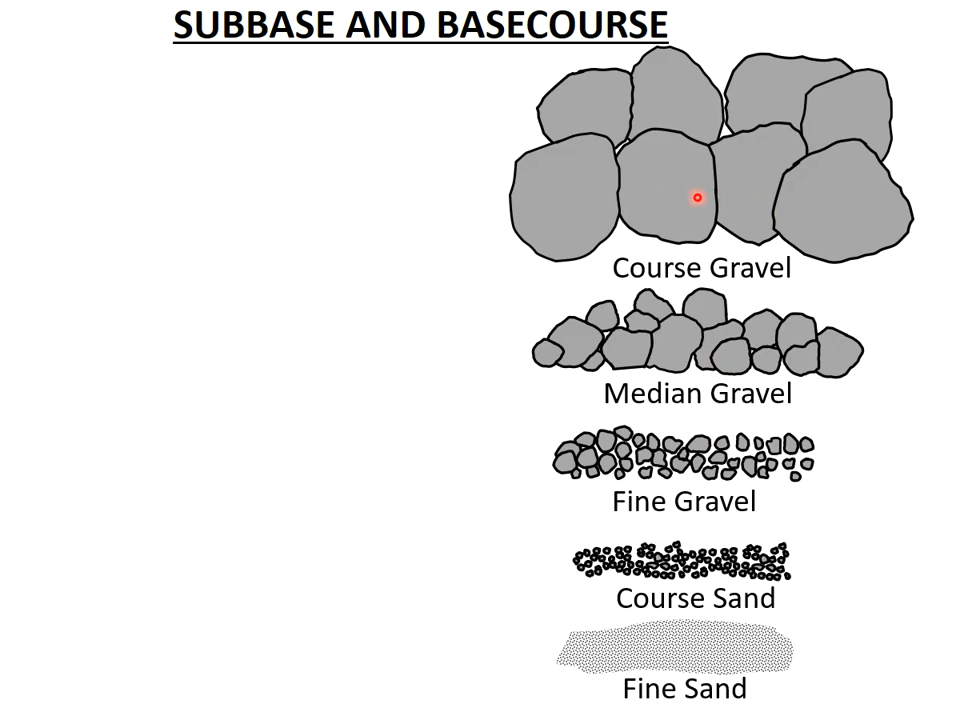 SUBBASE AND BASECOURSE
Course Gravel
Median Gravel
Fine Gravel
Course Sand
Fine Sand